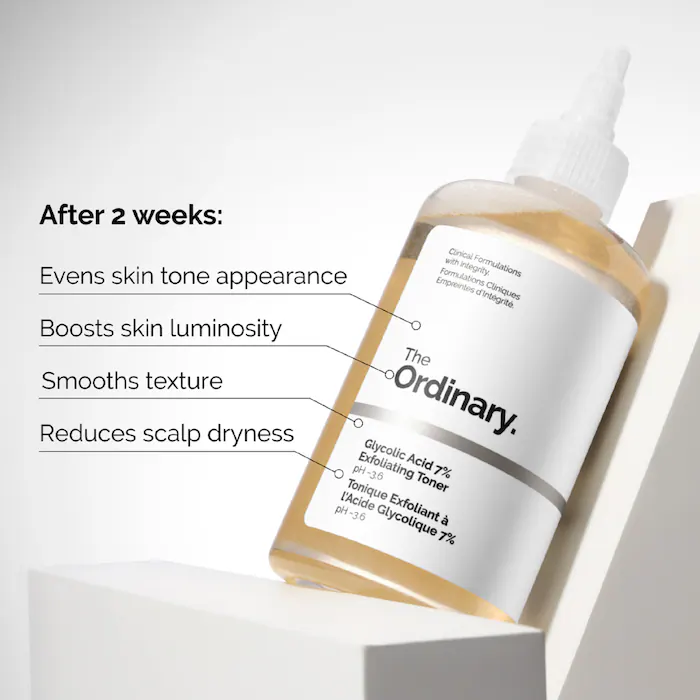 After 2 weeks:
Evens skin tone appearance
Boosts skin luminosity
Smooths texture
Reduces scalp dryness
Clinical Formulations
with Integrity.
Formulations Cliniques
Empreintes d'Intégrité.
The
Ordinary.
Glycolic Acid 7%
Exfoliating Toner
pH ~3.6
Tonique Exfoliant à
l'Acide Glycolique 7%
pH ~3.6